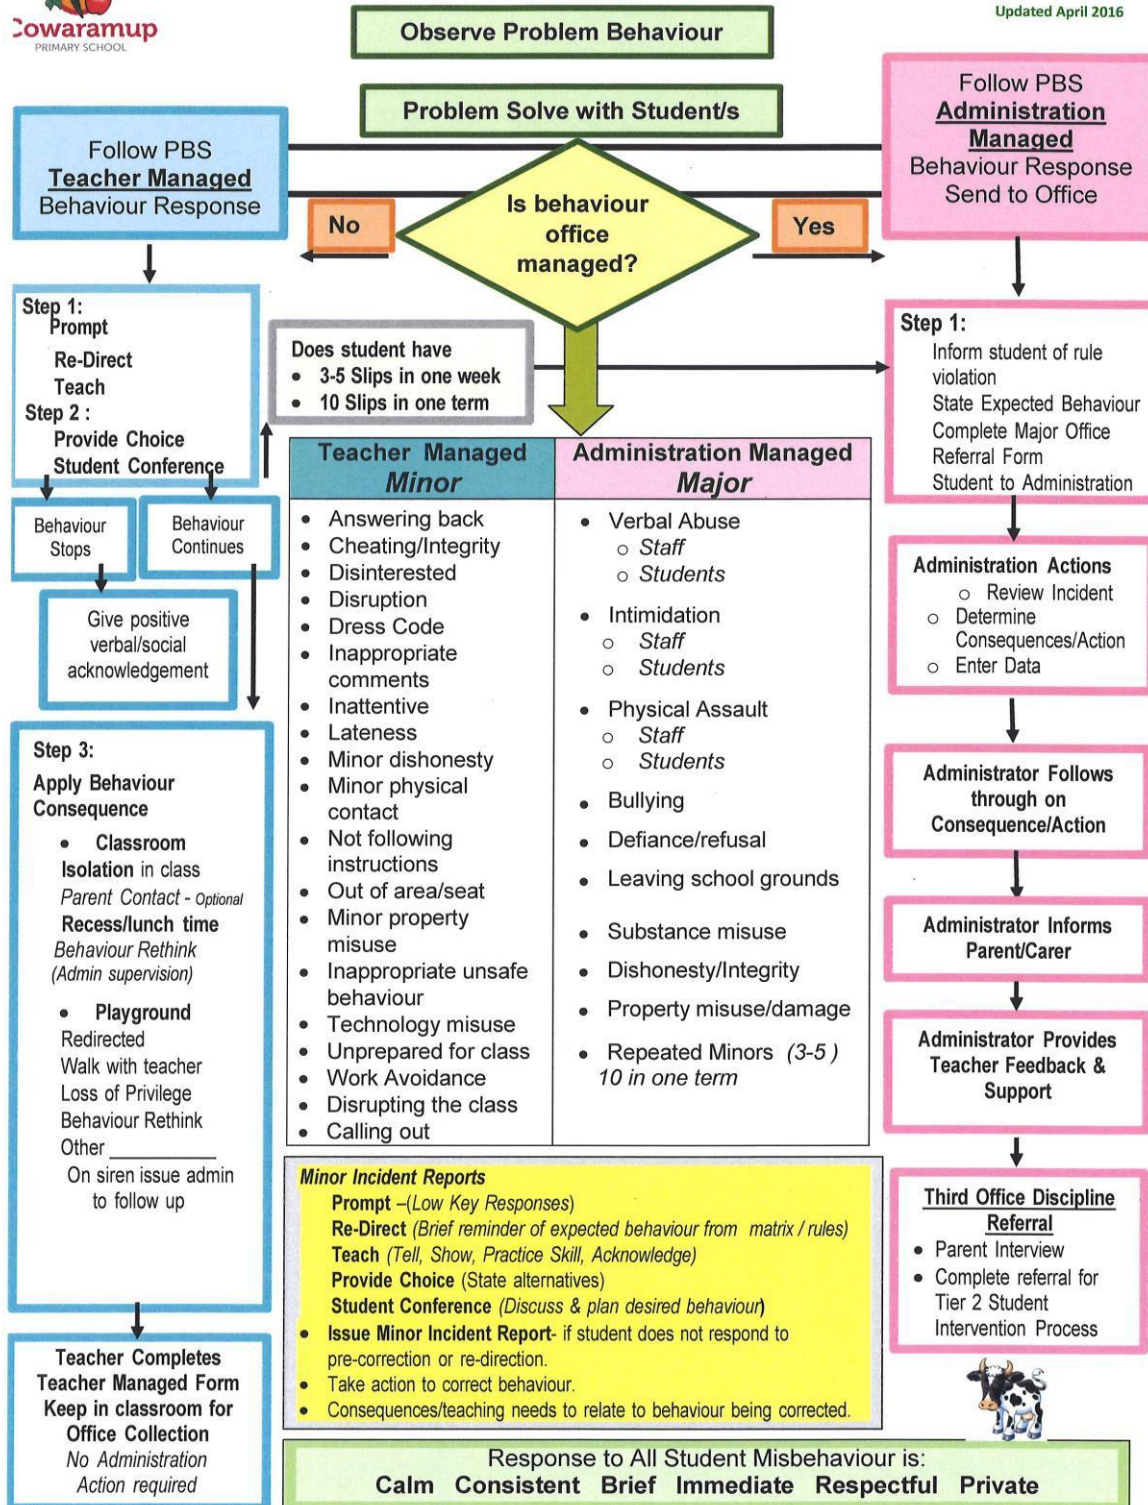 Cowaramup
PRIMARY SCHOOL
Updated April 2016
Observe Problem Behaviour
Problem Solve with Student/s
Follow PBS
Teacher Managed
Behaviour Response
Is behaviour
office
managed?
No
Yes
Follow PBS
Administration
Managed
Behaviour Response
Send to Office
Step 1:
Prompt
Re-Direct
Teach
Step 2 :
Provide Choice
Student Conference
Behaviour
Stops
Behaviour
Continues
Give positive
verbal/social
acknowledgement
Step 3:
Apply Behaviour
Consequence
• Classroom
Isolation in class
Parent Contact - Optional
Recess/lunch time
Behaviour Rethink
(Admin supervision)
• Playground
Redirected
Walk with teacher
Loss of Privilege
Behaviour Rethink
Other __________
On siren issue admin
to follow up
Teacher Completes
Teacher Managed Form
Keep in classroom for
Office Collection
No Administration
Action required
Does student have
• 3-5 Slips in one week
• 10 Slips in one term
Teacher Managed
Minor
• Answering back
• Cheating/Integrity
• Disinterested
• Disruption
• Dress Code
• Inappropriate
comments
• Inattentive
• Lateness
• Minor dishonesty
• Minor physical
contact
• Not following
instructions
• Out of area/seat
• Minor property
misuse
• Inappropriate unsafe
behaviour
• Technology misuse
• Unprepared for class
• Work Avoidance
• Disrupting the class
• Calling out
Administration Managed
Major
• Verbal Abuse
o Staff
o Students
• Intimidation
o Staff
o Students
• Physical Assault
o Staff
o Students
• Bullying
• Defiance/refusal
• Leaving school grounds
• Substance misuse
• Dishonesty/Integrity
• Property misuse/damage
• Repeated Minors (3-5 )
10 in one term
Minor Incident Reports
Prompt –(Low Key Responses)
Re-Direct (Brief reminder of expected behaviour from matrix / rules)
Teach (Tell, Show, Practice Skill, Acknowledge)
Provide Choice (State alternatives)
Student Conference (Discuss & plan desired behaviour)
• Issue Minor Incident Report- if student does not respond to
pre-correction or re-direction.
• Take action to correct behaviour.
• Consequences/teaching needs to relate to behaviour being corrected.
Response to All Student Misbehaviour is:
Calm Consistent Brief Immediate Respectful Private
Step 1:
Inform student of rule
violation
State Expected Behaviour
Complete Major Office
Referral Form
Student to Administration
Administration Actions
o Review Incident
o Determine
Consequences/Action
o Enter Data
Administrator Follows
through on
Consequence/Action
Administrator Informs
Parent/Carer
Administrator Provides
Teacher Feedback &
Support
Third Office Discipline
Referral
• Parent Interview
• Complete referral for
Tier 2 Student
Intervention Process